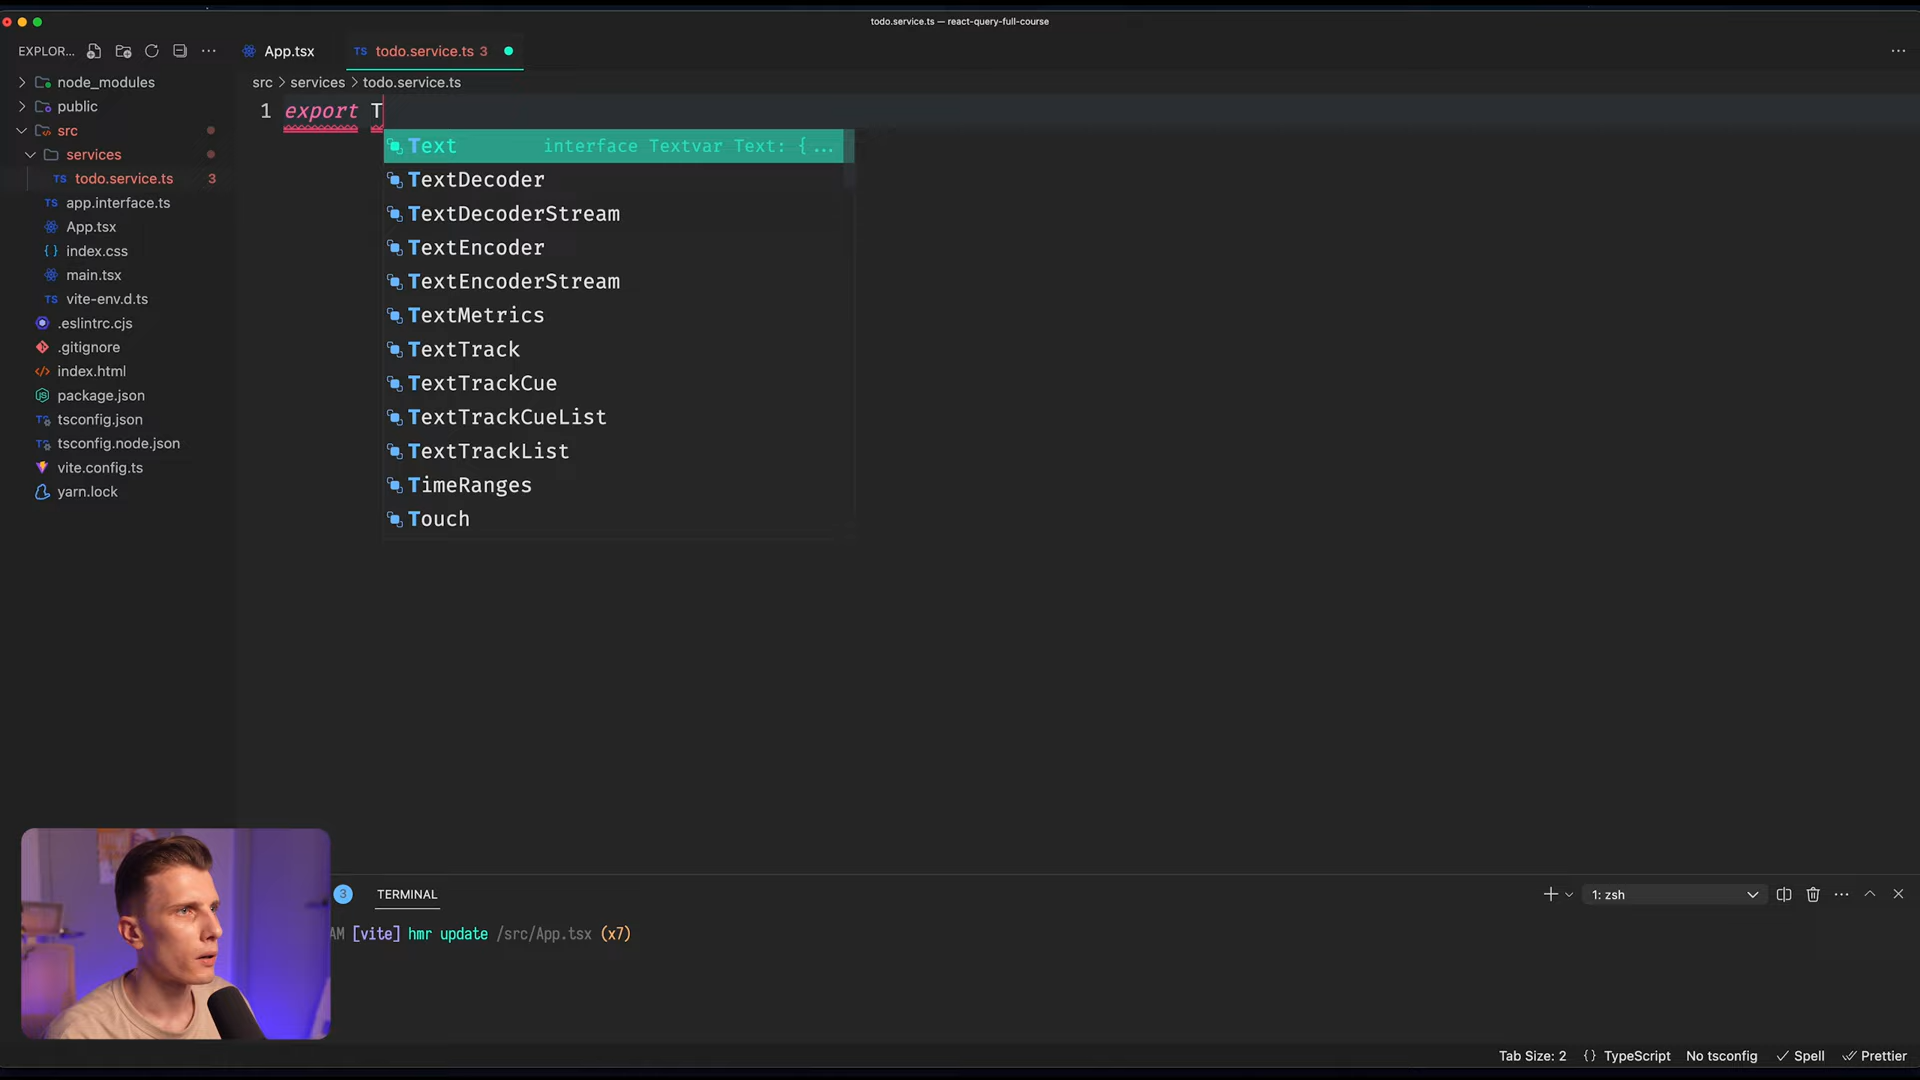 todo.service.ts — react-query-full-course
EXPLOR...
App.tsx
TS todo.service.ts 3
node_modules
public
src
services
TS todo.service.ts 3
TS app.interface.ts
App.tsx
{} index.css
main.tsx
TS vite-env.d.ts
.eslintrc.cjs
.gitignore
index.html
package.json
tsconfig.json
tsconfig.node.json
vite.config.ts
yarn.lock
src > services > todo.service.ts
1 export T
Text interface Textvar Text: {...
TextDecoder
TextDecoderStream
TextEncoder
TextEncoderStream
TextMetrics
TextTrack
TextTrackCue
TextTrackCueList
TextTrackList
TimeRanges
Touch
3 TERMINAL
1: zsh
AM [vite] hmr update /src/App.tsx (x7)
Tab Size: 2 {} TypeScript No tsconfig Spell Prettier